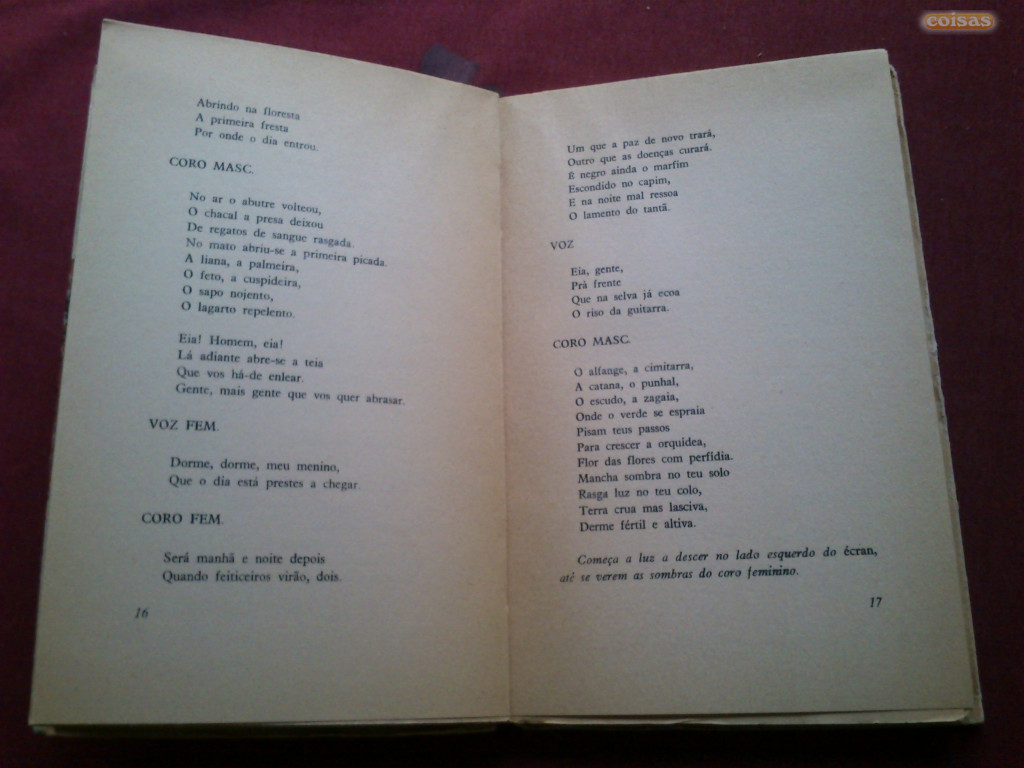 Abrindo na floresta
A primeira fresta
Por onde o dia entrou.
CORO MASC.
No ar o abutre volteou,
O chacal a presa deixou
De regatos de sangue rasgada.
No mato abriu-se a primeira picada.
A liana, a palmeira,
O feto, a cuspideira,
O sapo nojento,
O lagarto repelento.
Eia! Homem, eia!
Lá adiante abre-se a teia
Que vos há-de enlear.
Gente, mais gente que vos quer abrasar.
VOZ FEM.
Dorme, dorme, meu menino,
Que o dia está prestes a chegar.
CORO FEM.
Será manhã e noite depois
Quando feiticeiros virão, dois.
16
Um que a paz de novo trará,
Outro que as doenças curará.
É negro ainda o marfim
Escondido no capim,
E na noite mal ressoa
O lamento do tantã.
VOZ
Eia, gente,
Prá frente
Que na selva já ecoa
O riso da guitarra.
CORO MASC.
O alfange, a cimitarra,
A catana, o punhal,
O escudo, a zagaia,
Onde o verde se espraia
Pisam teus passos
Para crescer a orquídea,
Flor das flores com perfídia.
Mancha sombra no teu solo
Rasga luz no teu colo,
Terra crua mas lasciva,
Derme fértil e altiva.
Começa a luz a descer no lado esquerdo do écran,
até se verem as sombras do coro feminino.
17
coisas